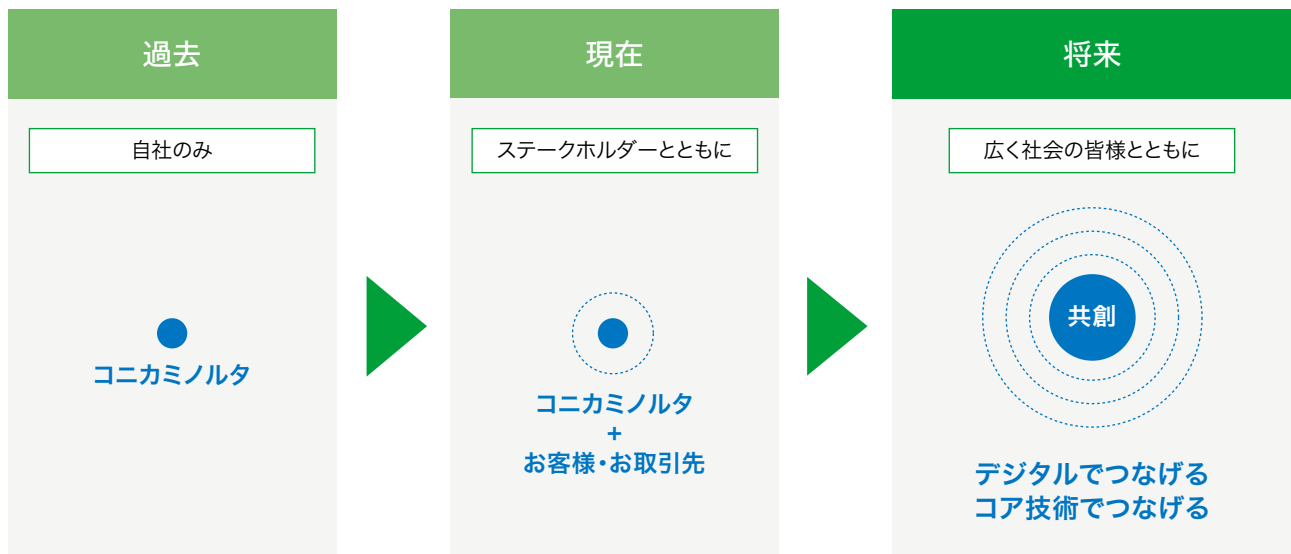 過去
自社のみ
コニカミノルタ
現在
ステークホルダーとともに
コニカミノルタ
+
お客様・お取引先
将来
広く社会の皆様とともに
共創
デジタルでつなげる
コア技術でつなげる